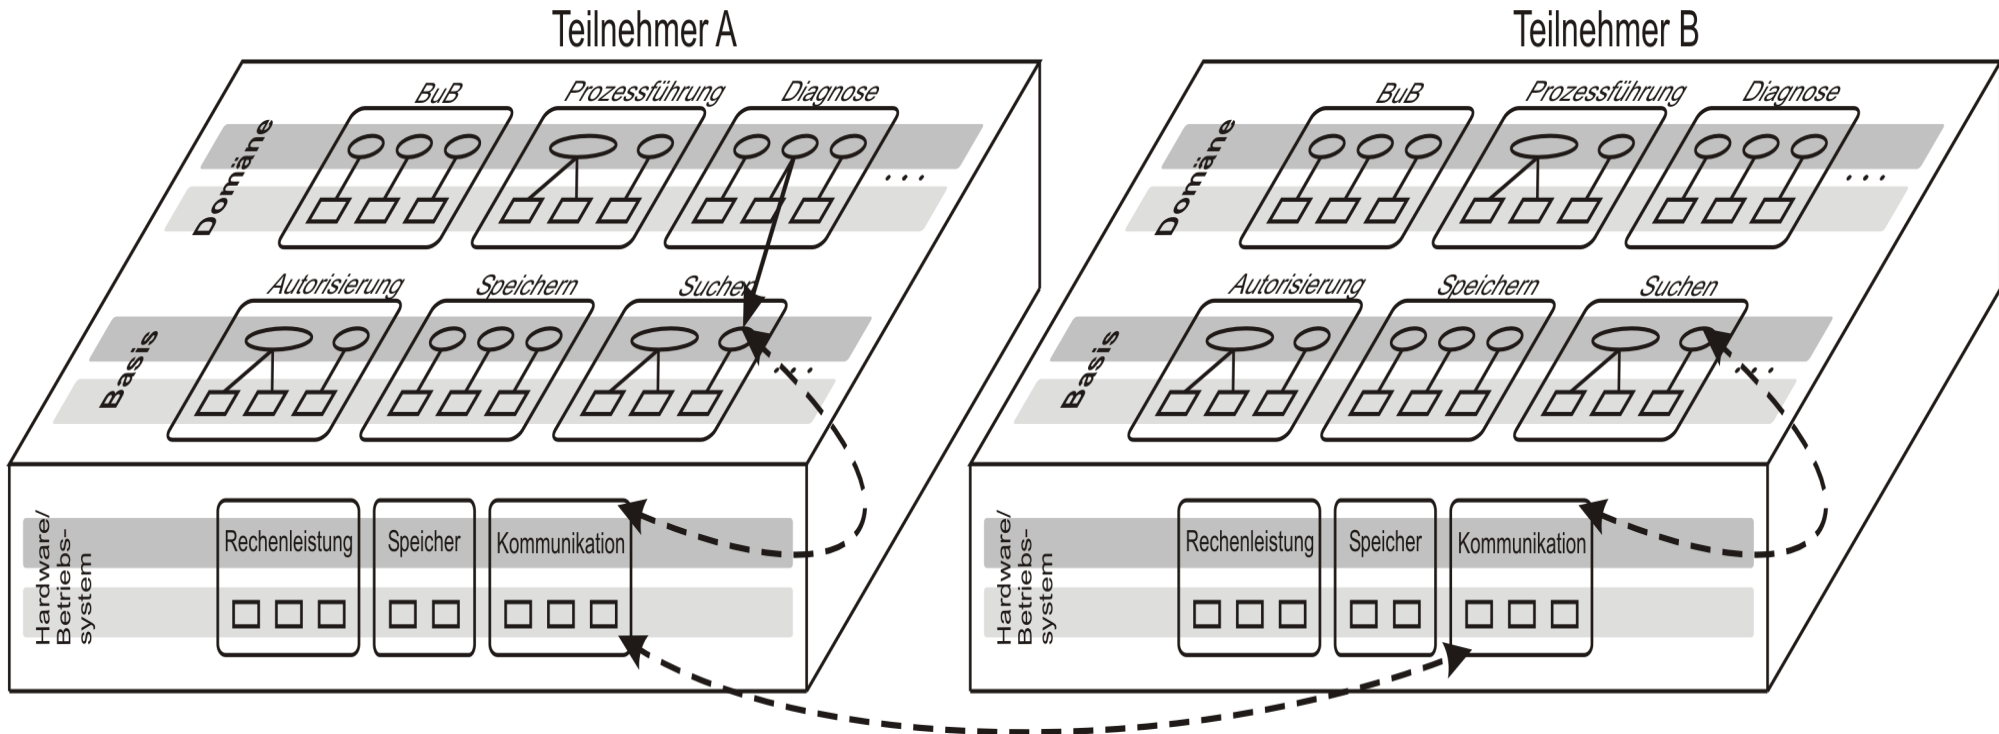 Teilnehmer A
BuB
Prozessführung
Diagnose
Domäne
...
Autorisierung
Speichern
Suchen
Basis
...
Hardware/
Betriebs-
system
Rechenleistung
Speicher
Kommunikation
Teilnehmer B
BuB
Prozessführung
Diagnose
Domäne
...
Autorisierung
Speichern
Suchen
Basis
...
Hardware/
Betriebs-
system
Rechenleistung
Speicher
Kommunikation